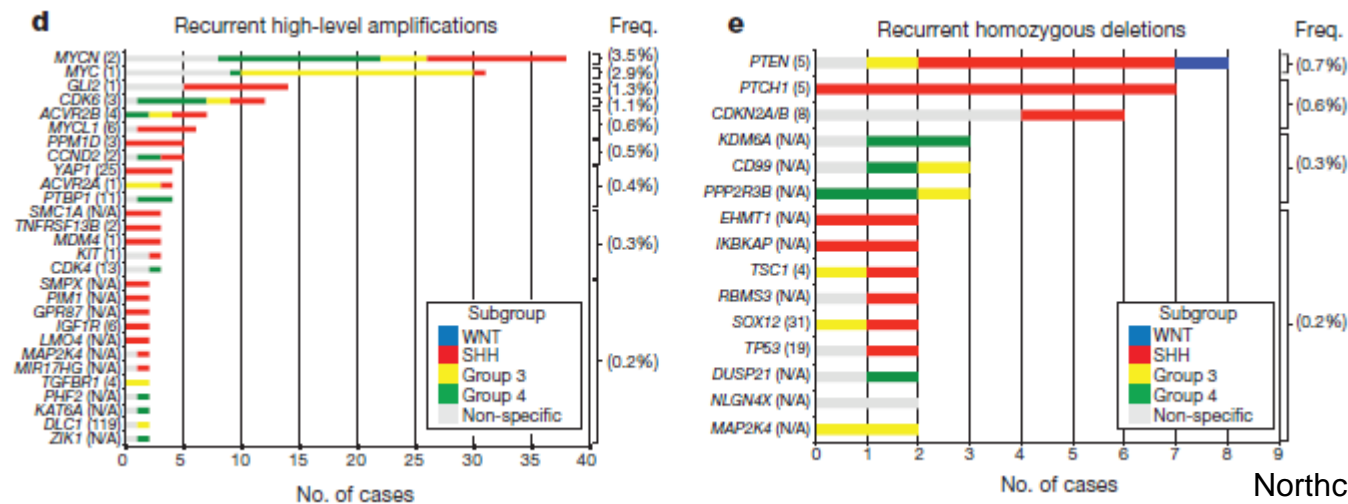 d
Recurrent high-level amplifications
Freq.
MYCN (2)
MYC (1)
GLI2 (1)
CDK6 (3)
ACVR2B (4)
MYCL1 (6)
PPM1D (3)
CCND2 (2)
YAP1 (25)
ACVR2A (1)
PTBP1 (11)
SMC1A (N/A)
TNFRSF13B (2)
MDM4 (1)
KIT (1)
CDK4 (13)
SMPX (N/A)
PIM1 (N/A)
GPR87 (N/A)
IGF1R (6)
LMO4 (N/A)
MAP2K4 (N/A)
MIR17HG (N/A)
TGFBR1 (4)
PHF2 (N/A)
KAT6A (N/A)
DLC1 (119)
ZIK1 (N/A)
(3.5%)
(2.9%)
(1.3%)
(1.1%)
(0.6%)
(0.5%)
(0.4%)
(0.3%)
(0.2%)
Subgroup
WNT
SHH
Group 3
Group 4
Non-specific
0 5 10 15 20 25 30 35 40
No. of cases
e
Recurrent homozygous deletions
Freq.
PTEN (5)
PTCH1 (5)
CDKN2A/B (8)
KDM6A (N/A)
CD99 (N/A)
PPP2R3B (N/A)
EHMT1 (N/A)
IKBKAP (N/A)
TSC1 (4)
RBMS3 (N/A)
SOX12 (31)
TP53 (19)
DUSP21 (N/A)
NLGN4X (N/A)
MAP2K4 (N/A)
(0.7%)
(0.6%)
(0.3%)
(0.2%)
Subgroup
WNT
SHH
Group 3
Group 4
Non-specific
0 1 2 3 4 5 6 7 8 9
No. of cases
Northc